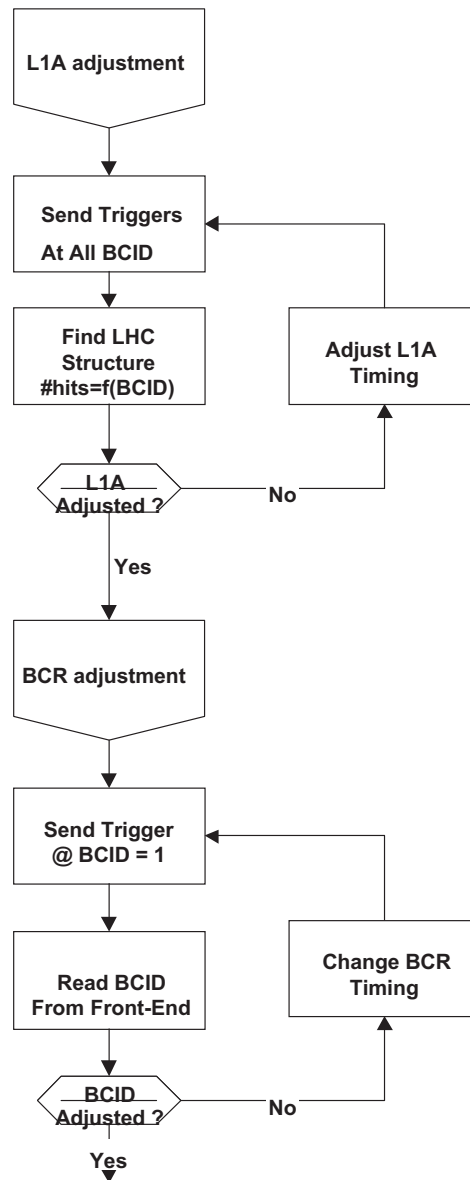 L1A adjustment
Send Triggers
At All BCID
Find LHC
Structure
#hits=f(BCID)
Adjust L1A
Timing
L1A
Adjusted ?
No
Yes
BCR adjustment
Send Trigger
@ BCID = 1
Read BCID
From Front-End
Change BCR
Timing
BCID
Adjusted ?
No
Yes